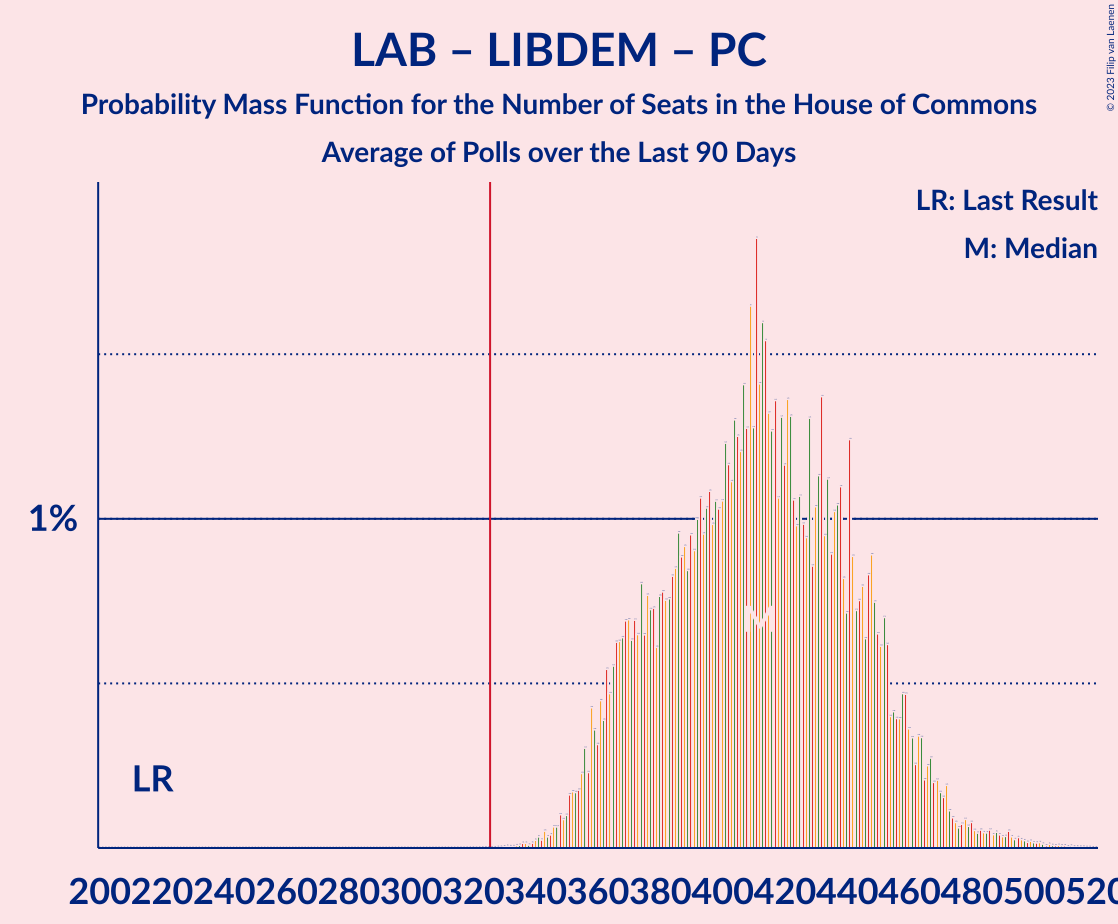 LAB – LIBDEM – PC
Probability Mass Function for the Number of Seats in the House of Commons
Average of Polls over the Last 90 Days
© 2023 Filip van Laenen
LR: Last Result
M: Median
1%
M
LR
200220240260280300320340360380400420440460480500520